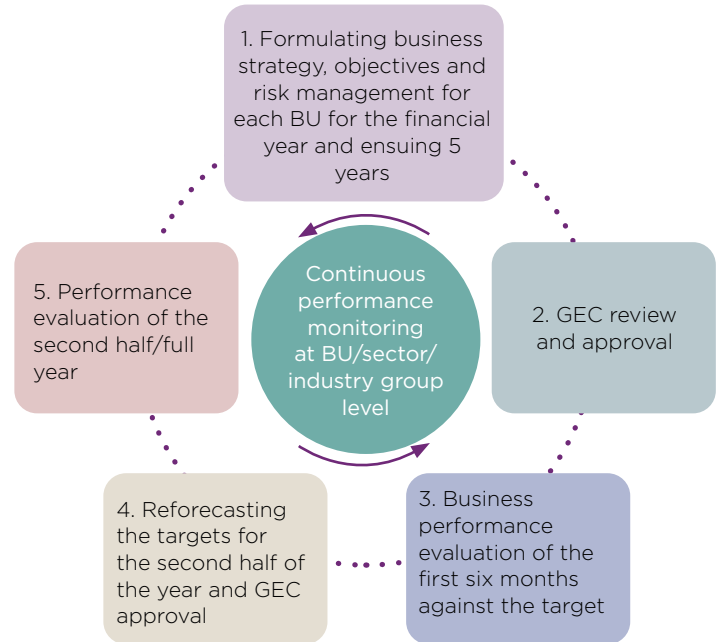 1. Formulating business
strategy, objectives and
risk management for
each BU for the financial
year and ensuing 5
years
Continuous
performance
monitoring
at BU/sector/
industry group
level
2. GEC review
and approval
3. Business
performance
evaluation of the
first six months
against the target
4. Reforecasting
the targets for
the second half of
the year and GEC
approval
5. Performance
evaluation of the
second half/full
year